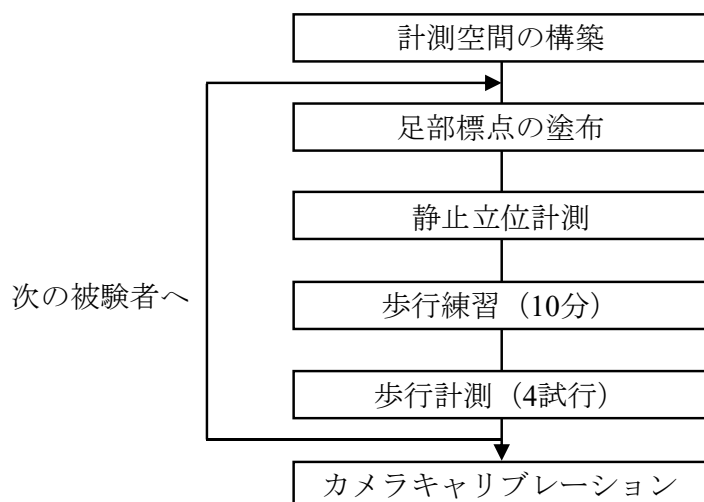 計測空間の構築
足部標点の塗布
静止立位計測
次の被験者へ
歩行練習（10分）
歩行計測（4試行）
カメラキャリブレーション